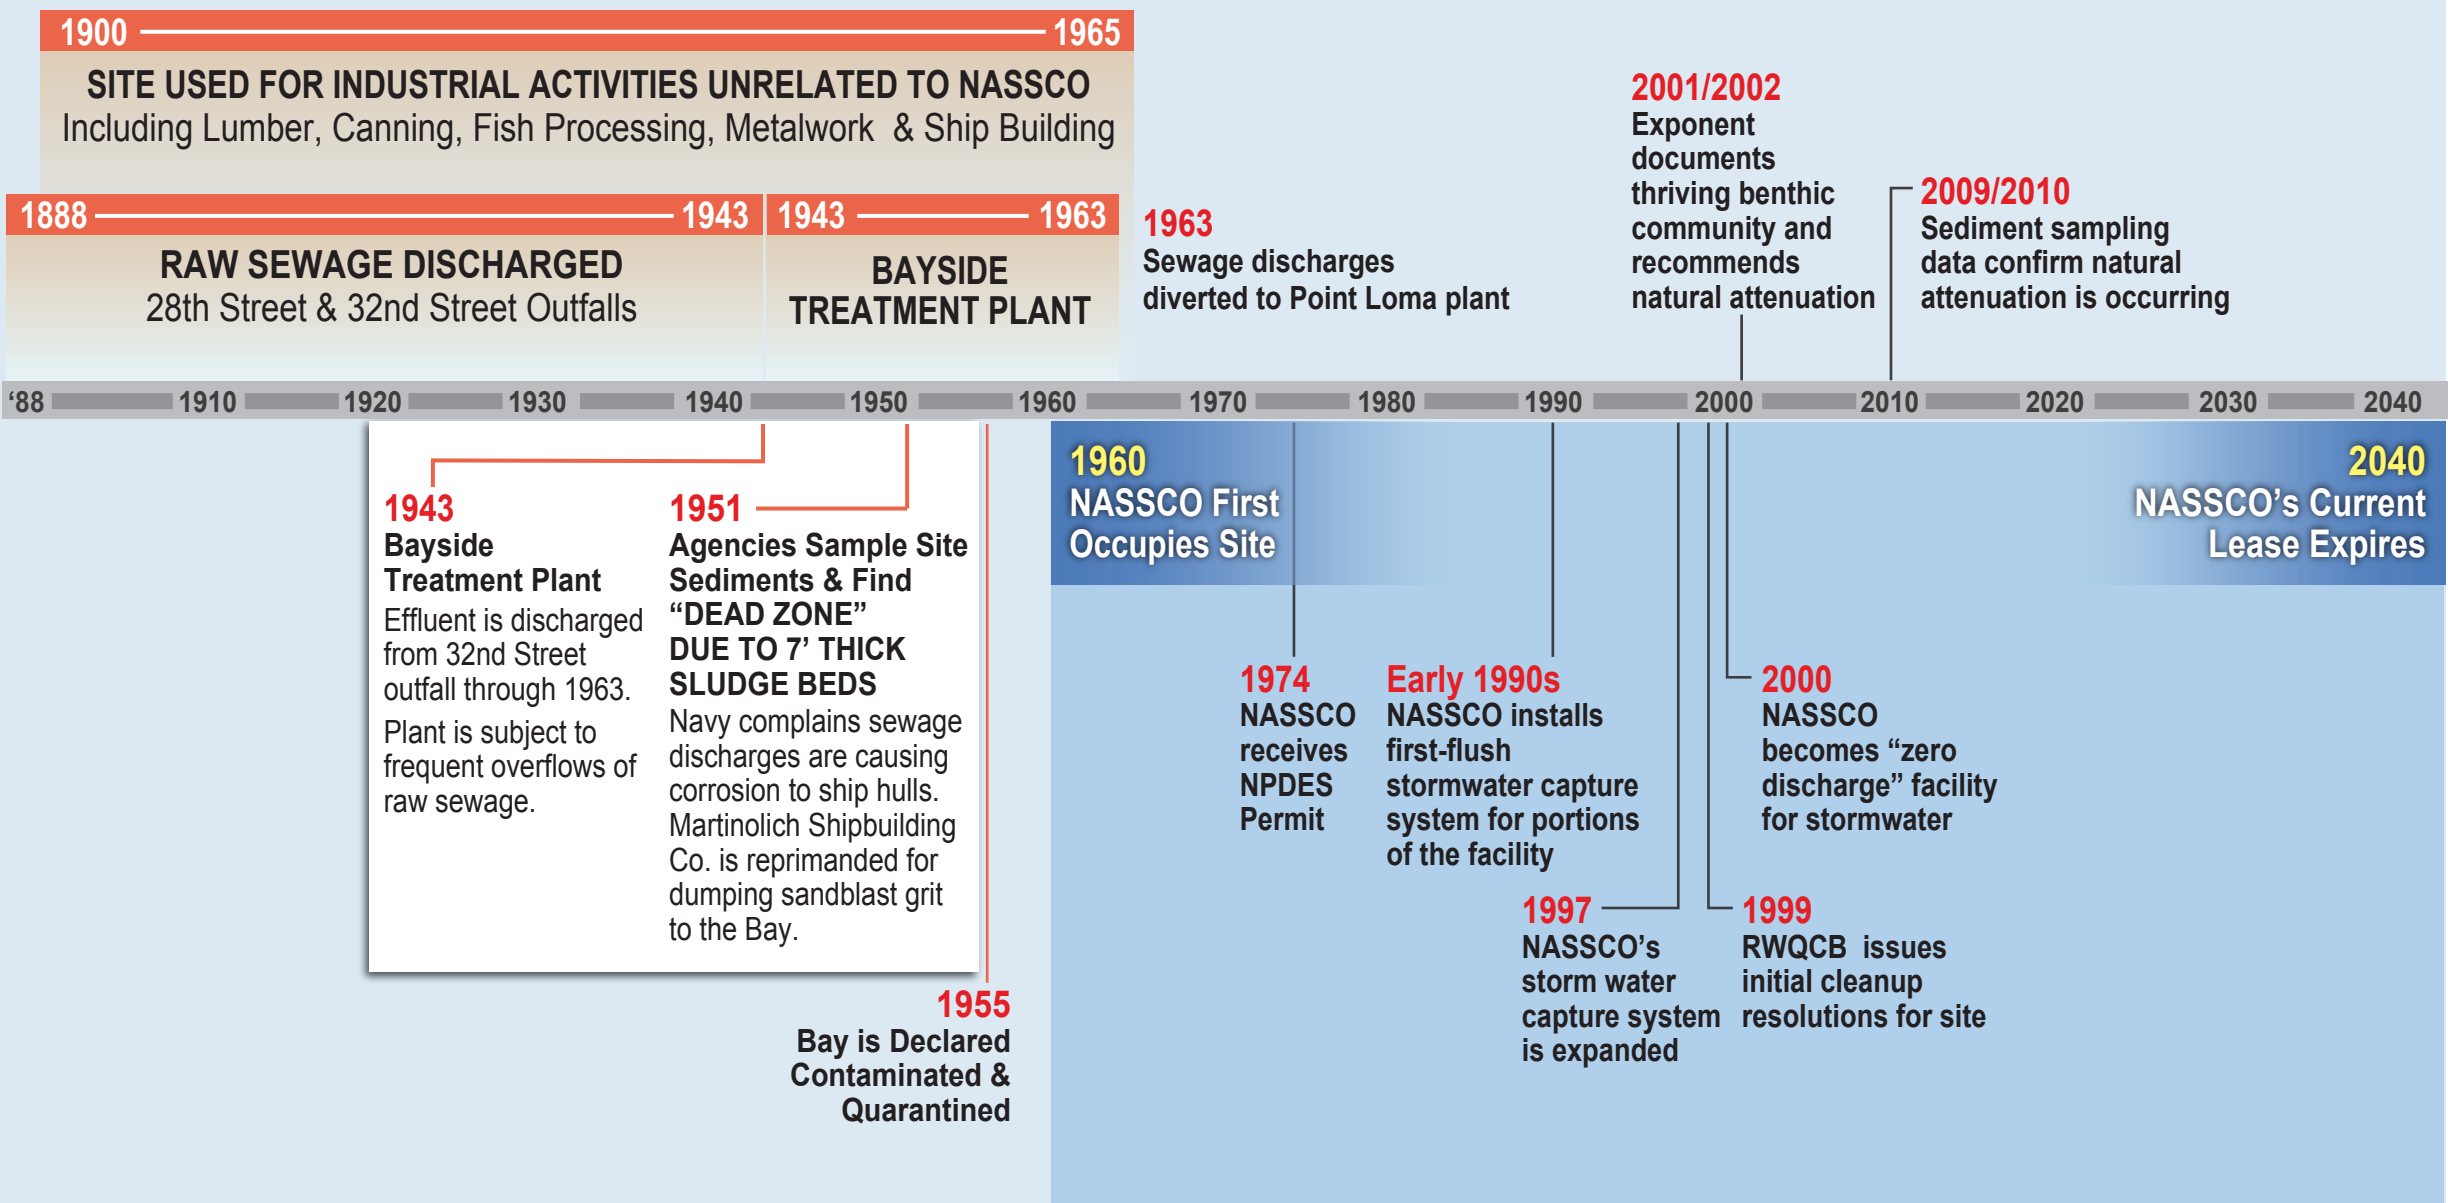 1900 1965
SITE USED FOR INDUSTRIAL ACTIVITIES UNRELATED TO NASSCO
Including Lumber, Canning, Fish Processing, Metalwork & Ship Building
1888 1943
RAW SEWAGE DISCHARGED
28th Street & 32nd Street Outfalls
1943 1963
BAYSIDE
TREATMENT PLANT
1963
Sewage discharges
diverted to Point Loma plant
2001/2002
Exponent
documents
thriving benthic
community and
recommends
natural attenuation
2009/2010
Sediment sampling
data confirm natural
attenuation is occurring
‘88 1910 1920 1930 1940 1950 1960 1970 1980 1990 2000 2010 2020 2030 2040
1943
Bayside
Treatment Plant
Effluent is discharged
from 32nd Street
outfall through 1963.
Plant is subject to
frequent overflows of
raw sewage.
1951
Agencies Sample Site
Sediments & Find
“DEAD ZONE”
DUE TO 7’ THICK
SLUDGE BEDS
Navy complains sewage
discharges are causing
corrosion to ship hulls.
Martinolich Shipbuilding
Co. is reprimanded for
dumping sandblast grit
to the Bay.
1955
Bay is Declared
Contaminated &
Quarantined
1960
NASSCO First
Occupies Site
2040
NASSCO’s Current
Lease Expires
1974
NASSCO
receives
NPDES
Permit
Early 1990s
NASSCO installs
first-flush
stormwater capture
system for portions
of the facility
1997
NASSCO’s
storm water
capture system
is expanded
1999
RWQCB issues
initial cleanup
resolutions for site
2000
NASSCO
becomes “zero
discharge” facility
for stormwater